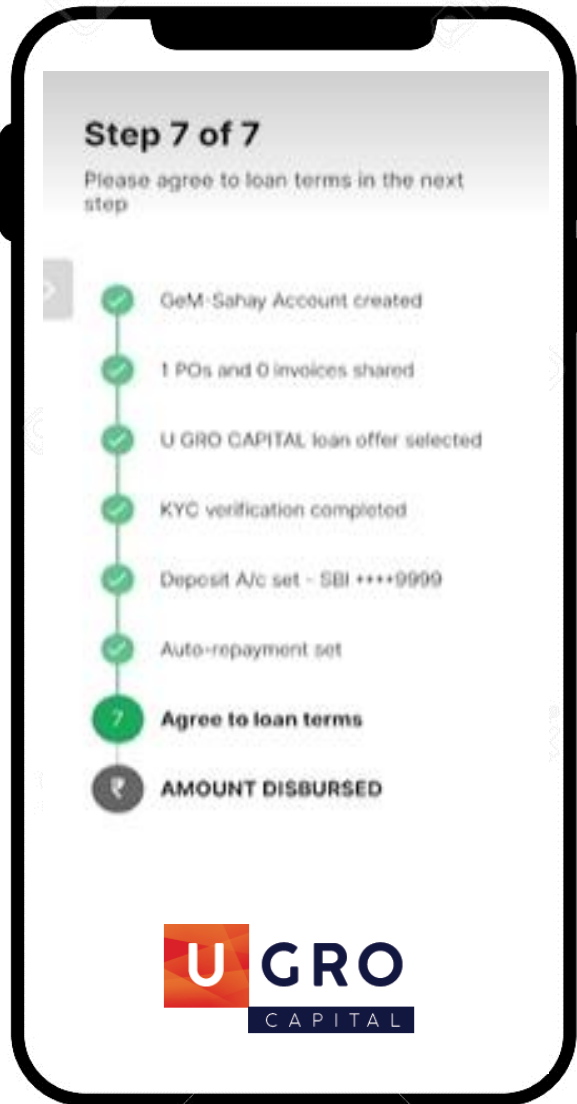 Step 7 of 7
Please agree to loan terms in the next
step
GeM-Sahay Account created
1 POs and 0 invoices shared
U GRO CAPITAL loan offer selected
KYC verification completed
Deposit A/c set - SBI ++++9999
Auto-repayment set
7 Agree to loan terms
₹ AMOUNT DISBURSED
U GRO
CAPITAL